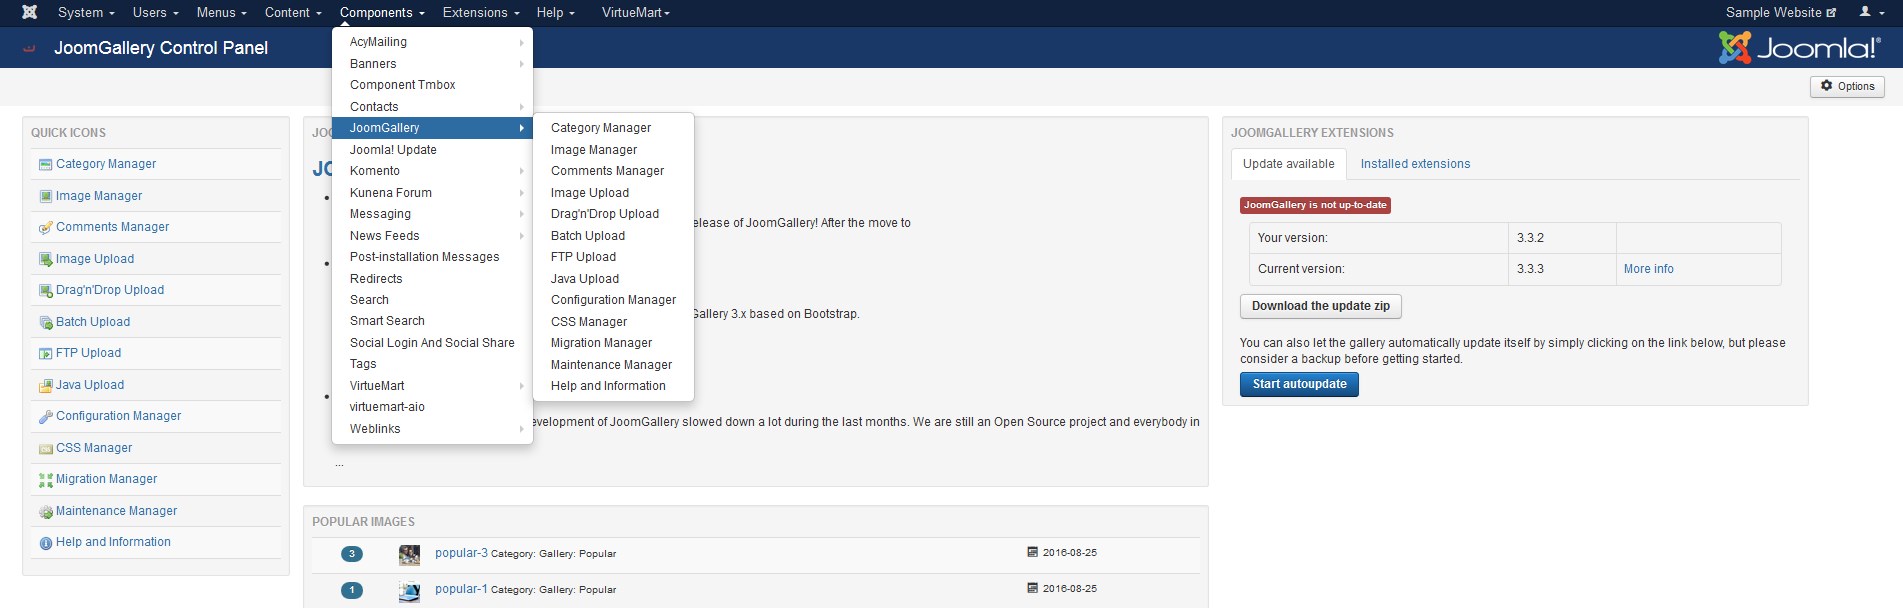 System Users Menus Content Components Extensions Help VirtueMart Sample Website
JoomGallery Control Panel
Joomla!®
Options
QUICK ICONS
Category Manager
Image Manager
Comments Manager
Image Upload
Drag'n'Drop Upload
Batch Upload
FTP Upload
Java Upload
Configuration Manager
CSS Manager
Migration Manager
Maintenance Manager
Help and Information
AcyMailing
Banners
Component Tmbox
Contacts
JoomGallery
Joomla! Update
Komento
Kunena Forum
Messaging
News Feeds
Post-installation Messages
Redirects
Search
Smart Search
Social Login And Social Share
Tags
VirtueMart
virtuemart-aio
Weblinks
Category Manager
Image Manager
Comments Manager
Image Upload
Drag'n'Drop Upload
Batch Upload
FTP Upload
Java Upload
Configuration Manager
CSS Manager
Migration Manager
Maintenance Manager
Help and Information
elease of JoomGallery! After the move to
Gallery 3.x based on Bootstrap.
evelopment of JoomGallery slowed down a lot during the last months. We are still an Open Source project and everybody in
...
POPULAR IMAGES
3 popular-3 Category: Gallery: Popular 2016-08-25
1 popular-1 Category: Gallery: Popular 2016-08-25
JOOMGALLERY EXTENSIONS
Update available Installed extensions
JoomGallery is not up-to-date
Your version: 3.3.2
Current version: 3.3.3 More info
Download the update zip
You can also let the gallery automatically update itself by simply clicking on the link below, but please
consider a backup before getting started.
Start autoupdate